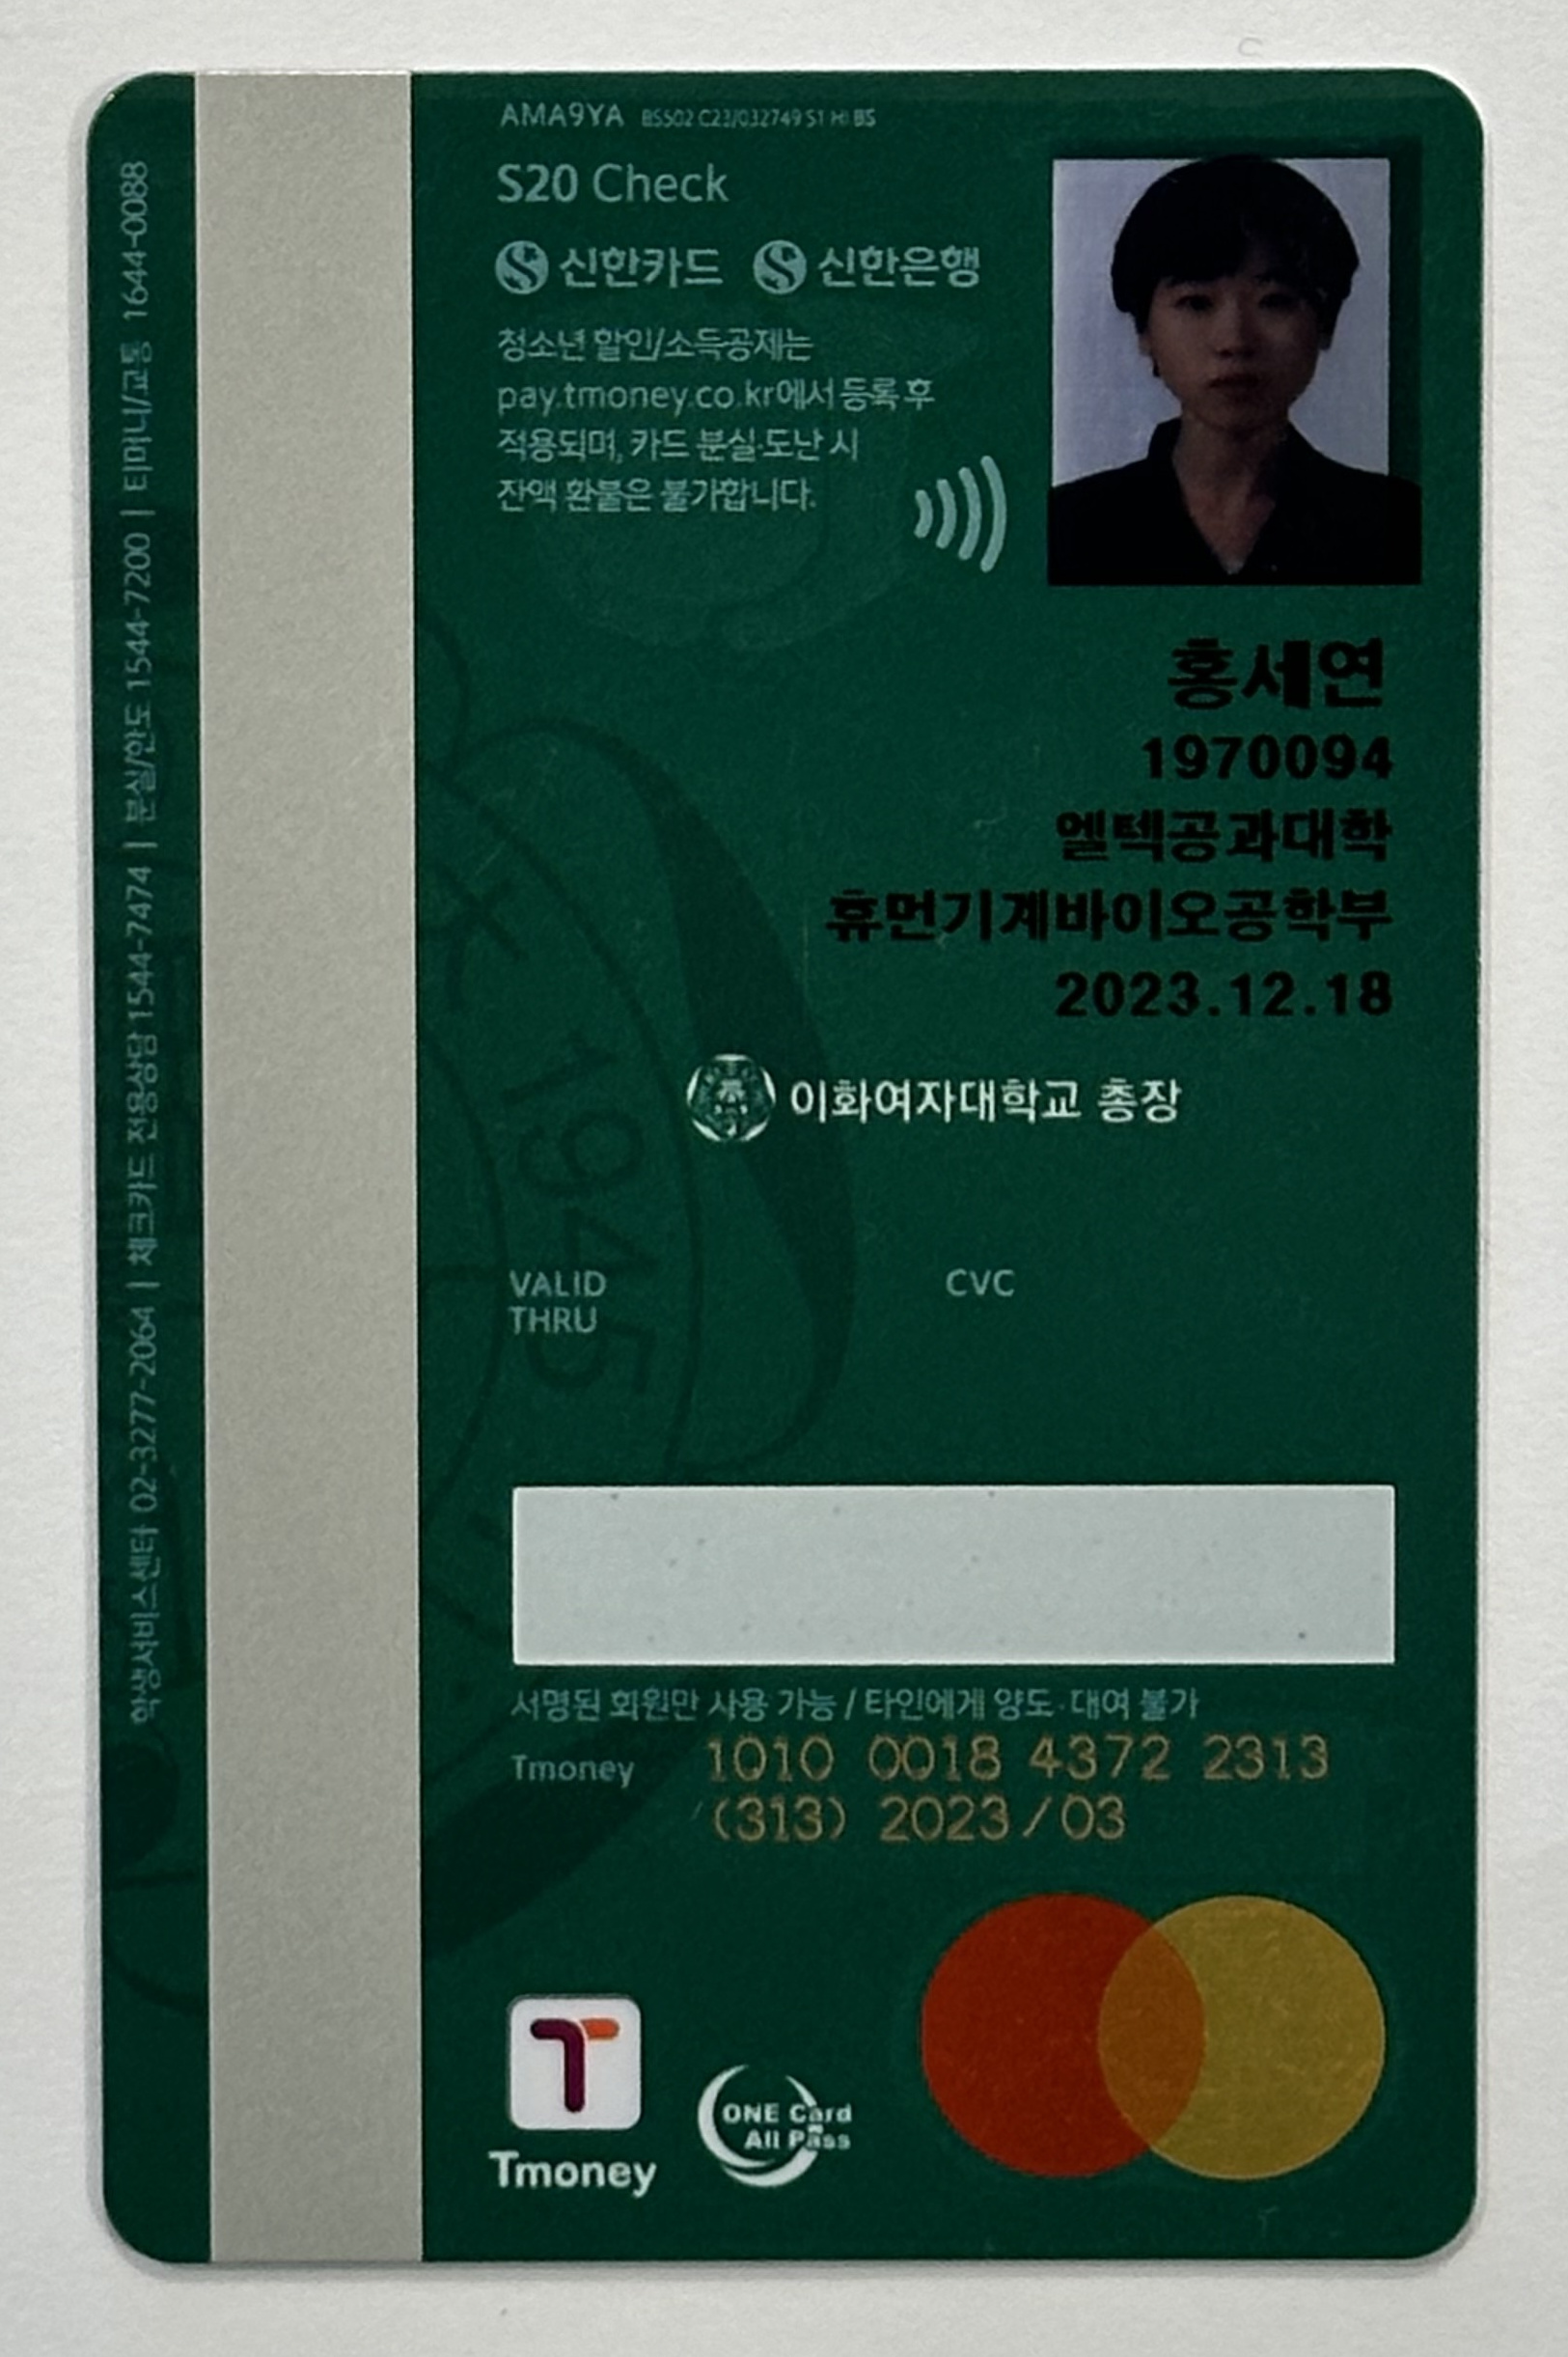 AMA9YA BS502 C23/032749 S1 HI BS
S20 Check
신한카드 신한은행
청소년 할인/소득공제는
pay.tmoney.co.kr에서 등록 후
적용되며, 카드 분실·도난 시
잔액 환불은 불가합니다.
홍세연
1970094
엘텍공과대학
휴먼기계바이오공학부
2023.12.18
이화여자대학교 총장
1945
VALID
THRU
CVC
서명된 회원만 사용 가능 / 타인에게 양도·대여 불가
Tmoney 1010 0018 4372 2313
(313) 2023/03
Tmoney
ONE Card
All Pass
학생서비스센터 02-3277-2064 | 체크카드 전용상담 1544-7474 | 분실/한도 1544-7200 | 티머니/교통 1644-0088